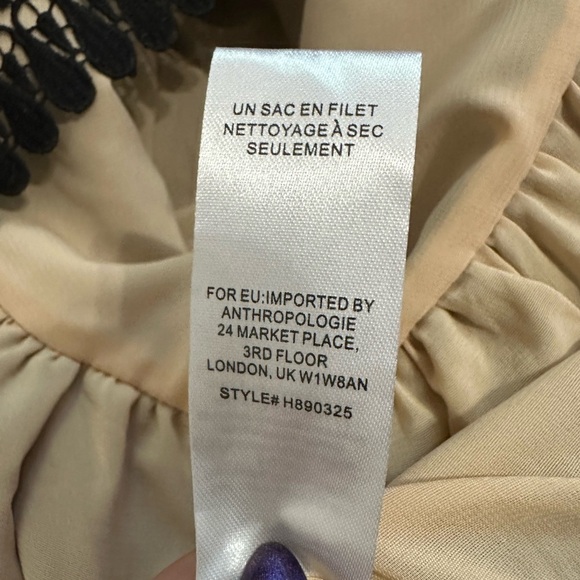 UN SAC EN FILET
NETTOYAGE À SEC
SEULEMENT
FOR EU:IMPORTED BY
ANTHROPOLOGIE
24 MARKET PLACE,
3RD FLOOR
LONDON, UK W1W8AN
STYLE# H890325